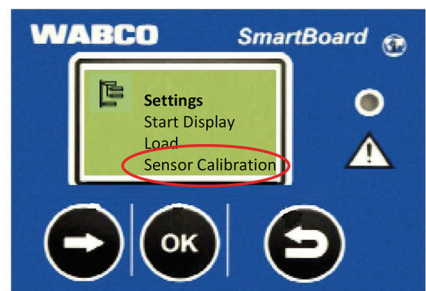 WABCO
SmartBoard
Settings
Start Display
Load
Sensor Calibration
OK